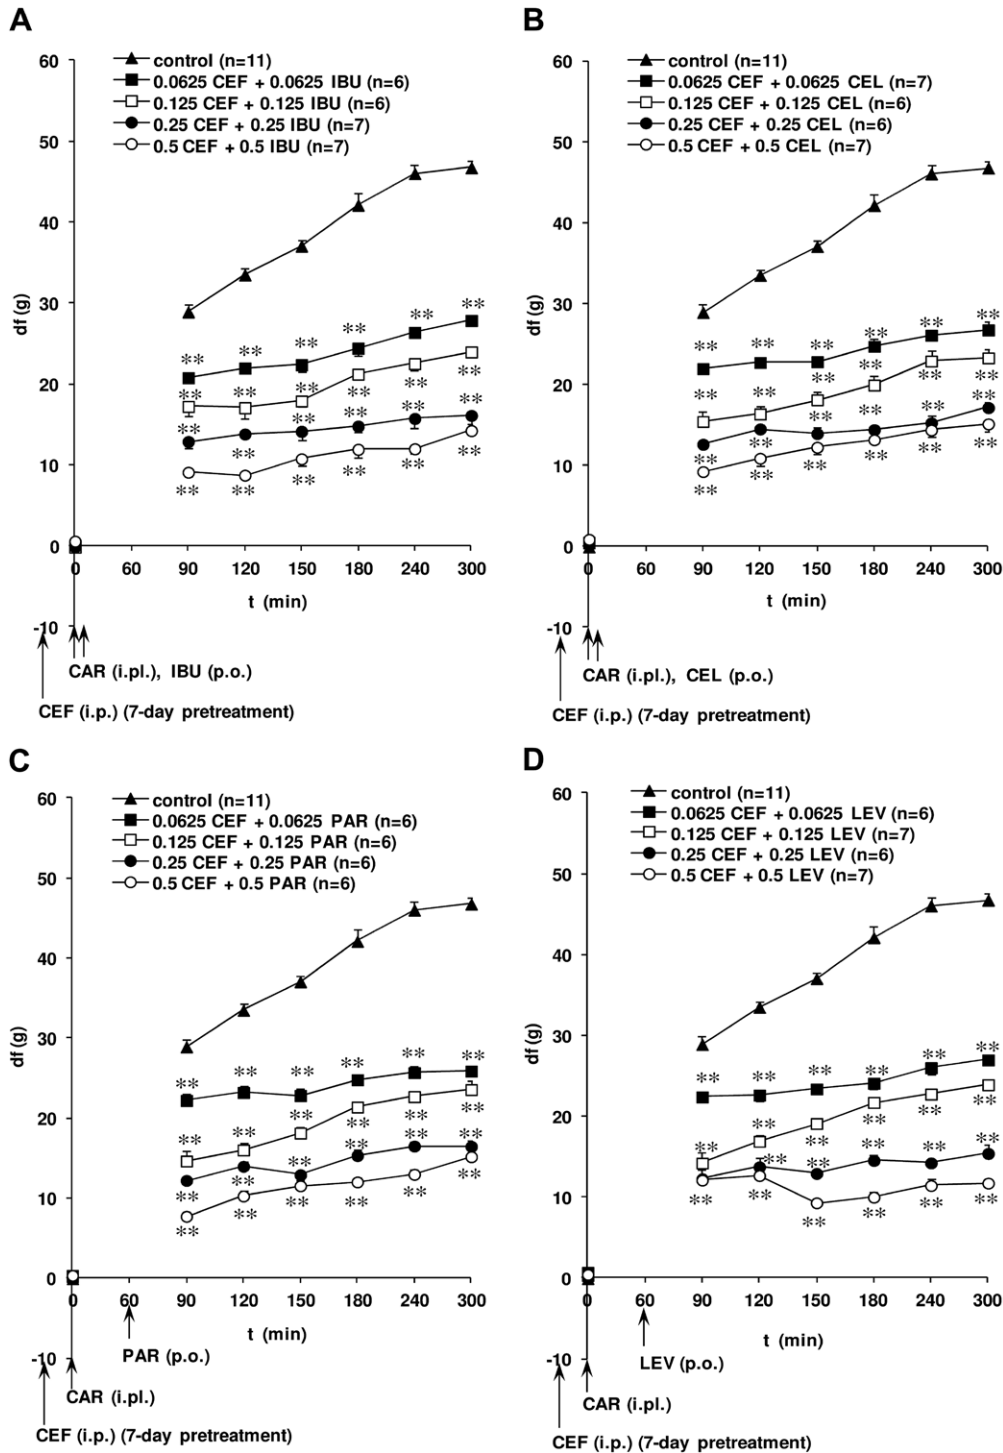 A
60
50
40
30
20
10
0
-10
df (g)
control (n=11)
0.0625 CEF + 0.0625 IBU (n=6)
0.125 CEF + 0.125 IBU (n=6)
0.25 CEF + 0.25 IBU (n=7)
0.5 CEF + 0.5 IBU (n=7)
** ** ** ** ** **
** ** ** ** ** **
** ** ** ** ** **
** ** ** ** ** **
0 60 90 120 150 180 240 300
t (min)
CAR (i.pl.), IBU (p.o.)
CEF (i.p.) (7-day pretreatment)
B
60
50
40
30
20
10
0
-10
df (g)
control (n=11)
0.0625 CEF + 0.0625 CEL (n=7)
0.125 CEF + 0.125 CEL (n=6)
0.25 CEF + 0.25 CEL (n=6)
0.5 CEF + 0.5 CEL (n=7)
** ** ** ** ** **
** ** ** ** ** **
** ** ** ** ** **
** ** ** ** ** **
0 60 90 120 150 180 240 300
t (min)
CAR (i.pl.), CEL (p.o.)
CEF (i.p.) (7-day pretreatment)
C
60
50
40
30
20
10
0
-10
df (g)
control (n=11)
0.0625 CEF + 0.0625 PAR (n=6)
0.125 CEF + 0.125 PAR (n=6)
0.25 CEF + 0.25 PAR (n=6)
0.5 CEF + 0.5 PAR (n=6)
** ** ** ** ** **
** ** ** ** ** **
** ** ** ** ** **
** ** ** ** ** **
0 60 90 120 150 180 240 300
t (min)
PAR (p.o.)
CAR (i.pl.)
CEF (i.p.) (7-day pretreatment)
D
60
50
40
30
20
10
0
-10
df (g)
control (n=11)
0.0625 CEF + 0.0625 LEV (n=6)
0.125 CEF + 0.125 LEV (n=7)
0.25 CEF + 0.25 LEV (n=6)
0.5 CEF + 0.5 LEV (n=7)
** ** ** ** ** **
** ** ** ** ** **
** ** ** ** **
** ** ** ** ** **
0 60 90 120 150 180 240 300
t (min)
LEV (p.o.)
CAR (i.pl.)
CEF (i.p.) (7-day pretreatment)